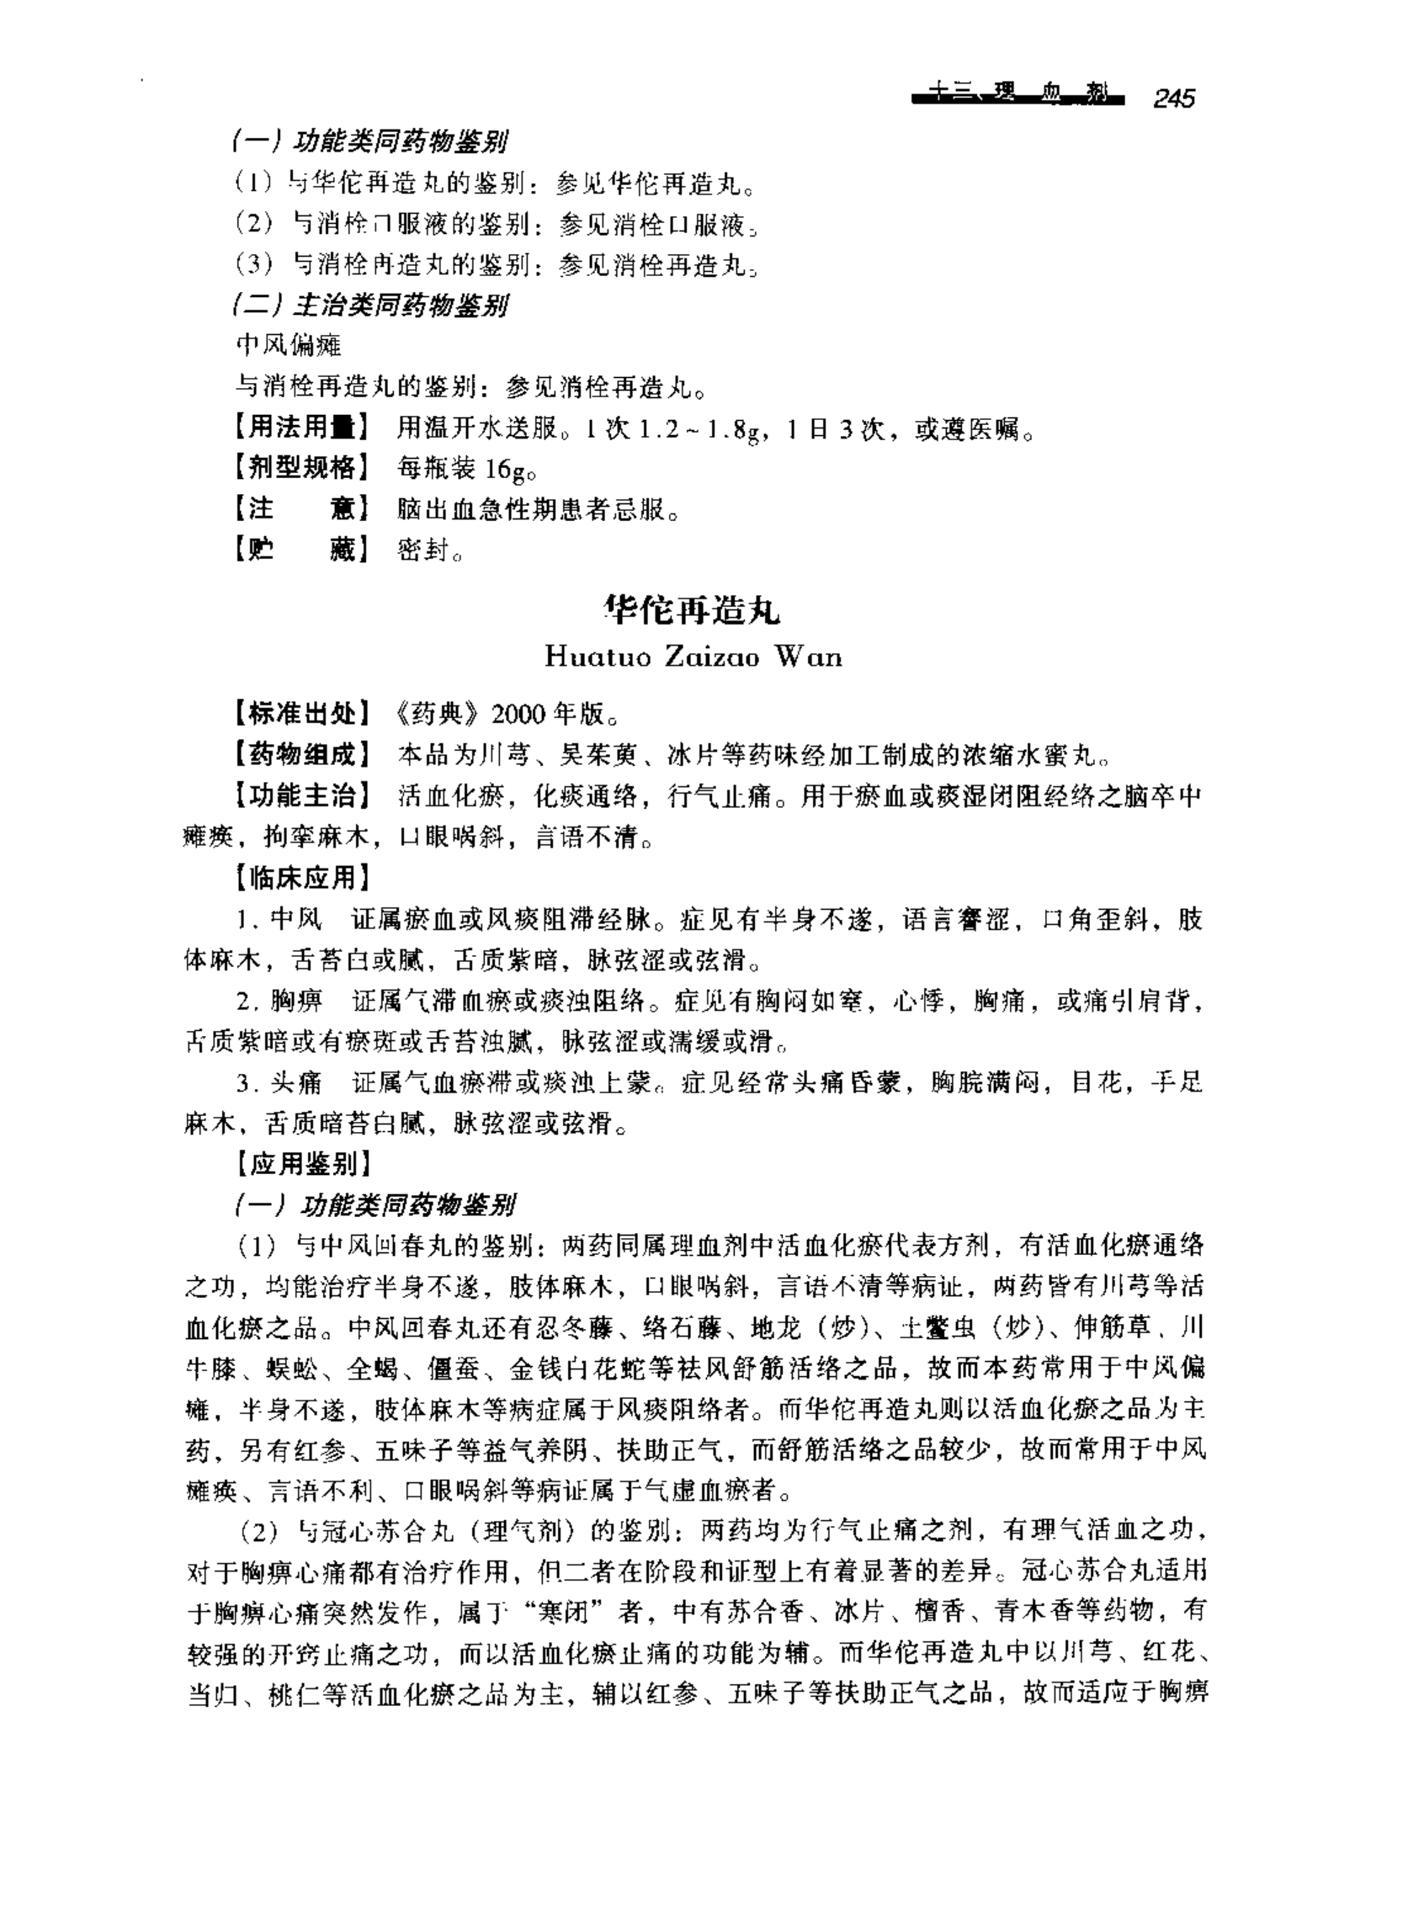 十三、理血剂 245
(一) 功能类同药物鉴别
(1) 与华佗再造丸的鉴别：参见华佗再造丸。
(2) 与消栓口服液的鉴别：参见消栓口服液。
(3) 与消栓再造丸的鉴别：参见消栓再造丸。
(二) 主治类同药物鉴别
中风偏瘫
与消栓再造丸的鉴别：参见消栓再造丸。
【用法用量】 用温开水送服。1次1.2~1.8g，1日3次，或遵医嘱。
【剂型规格】 每瓶装16g。
【注 意】 脑出血急性期患者忌服。
【贮 藏】 密封。
华佗再造丸
Huatuo Zaizao Wan
【标准出处】《药典》2000年版。
【药物组成】 本品为川芎、吴茱萸、冰片等药味经加工制成的浓缩水蜜丸。
【功能主治】 活血化瘀，化痰通络，行气止痛。用于瘀血或痰湿闭阻经络之脑卒中
瘫痪，拘挛麻木，口眼㖞斜，言语不清。
【临床应用】
1. 中风 证属瘀血或风痰阻滞经脉。症见有半身不遂，语言謇涩，口角歪斜，肢
体麻木，舌苔白或腻，舌质紫暗，脉弦涩或弦滑。
2. 胸痹 证属气滞血瘀或痰浊阻络。症见有胸闷如窒，心悸，胸痛，或痛引肩背，
舌质紫暗或有瘀斑或舌苔浊腻，脉弦涩或濡缓或滑。
3. 头痛 证属气血瘀滞或痰浊上蒙。症见经常头痛昏蒙，胸脘满闷，目花，手足
麻木，舌质暗苔白腻，脉弦涩或弦滑。
【应用鉴别】
(一) 功能类同药物鉴别
(1) 与中风回春丸的鉴别：两药同属理血剂中活血化瘀代表方剂，有活血化瘀通络
之功，均能治疗半身不遂，肢体麻木，口眼㖞斜，言语不清等病证，两药皆有川芎等活
血化瘀之品。中风回春丸还有忍冬藤、络石藤、地龙（炒）、土鳖虫（炒）、伸筋草、川
牛膝、蜈蚣、全蝎、僵蚕、金钱白花蛇等祛风舒筋活络之品，故而本药常用于中风偏
瘫，半身不遂，肢体麻木等病症属于风痰阻络者。而华佗再造丸则以活血化瘀之品为主
药，另有红参、五味子等益气养阴、扶助正气，而舒筋活络之品较少，故而常用于中风
瘫痪、言语不利、口眼㖞斜等病证属于气虚血瘀者。
(2) 与冠心苏合丸（理气剂）的鉴别：两药均为行气止痛之剂，有理气活血之功，
对于胸痹心痛都有治疗作用，但二者在阶段和证型上有着显著的差异。冠心苏合丸适用
于胸痹心痛突然发作，属于“寒闭”者，中有苏合香、冰片、檀香、青木香等药物，有
较强的开窍止痛之功，而以活血化瘀止痛的功能为辅。而华佗再造丸中以川芎、红花、
当归、桃仁等活血化瘀之品为主，辅以红参、五味子等扶助正气之品，故而适应于胸痹